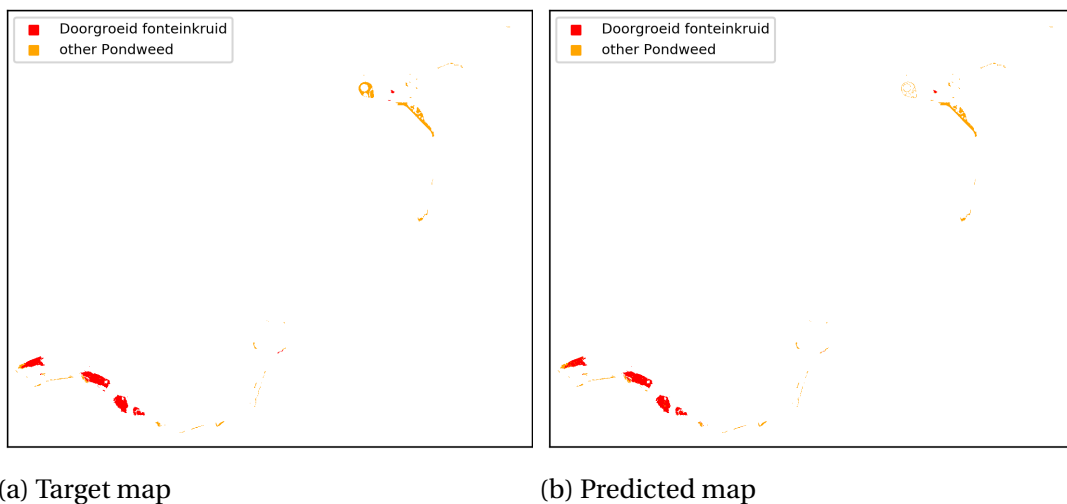 Doorgroeid fonteinkruid
other Pondweed
Doorgroeid fonteinkruid
other Pondweed
(a) Target map
(b) Predicted map